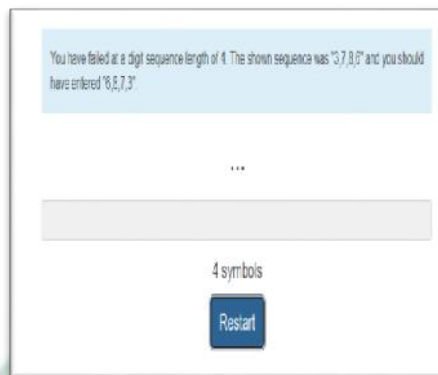 You have failed at a digit sequence length of 4. The shown sequence was "3,7,8,6" and you should
have entered "6,8,7,3".
...
4 symbols
Restart